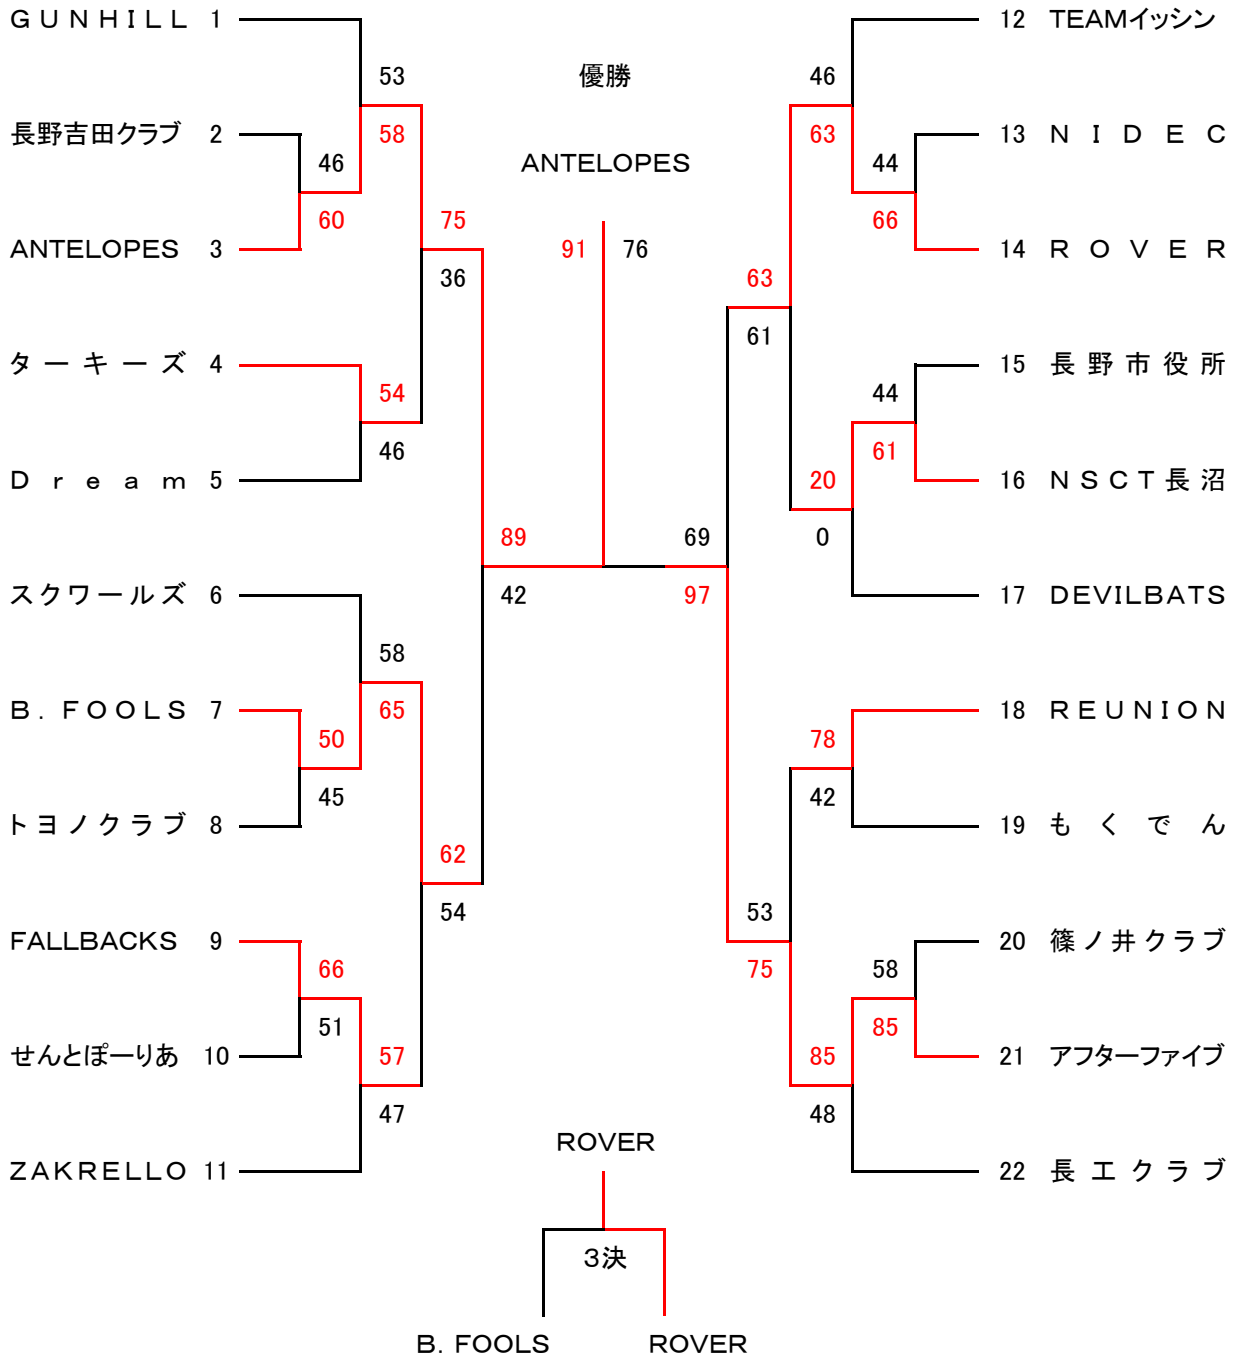 GUNHILL 1
12 TEAMイッシン
53
優勝
46
長野吉田クラブ 2
58
63
13 NIDEC
46
ANTELOPES
44
60
75
66
ANTELOPES 3
91
76
14 ROVER
36
63
61
ターキーズ 4
15 長野市役所
54
44
46
61
Dream 5
20
16 NSCT長沼
89
69
0
スクワールズ 6
42
97
17 DEVILBATS
58
B. FOOLS 7
65
18 REUNION
50
78
45
42
トヨノクラブ 8
19 もくでん
62
54
53
FALLBACKS 9
20 篠ノ井クラブ
66
75
58
51
85
せんとぽーりあ 10
57
85
21 アフターファイブ
47
48
ROVER
ZAKRELLO 11
22 長工クラブ
3決
B. FOOLS
ROVER